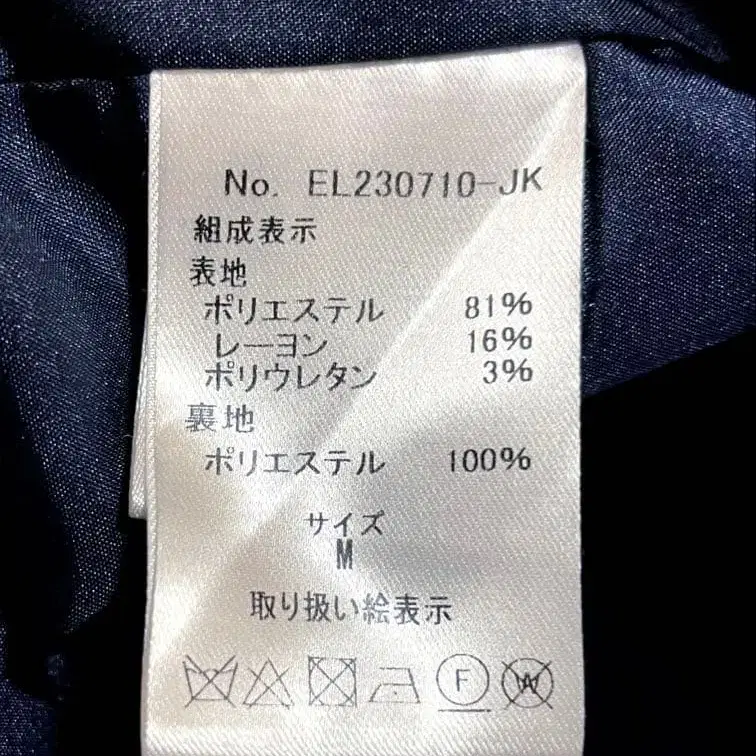 No. EL230710-JK
組成表示
表地
ポリエステル 81%
レーヨン 16%
ポリウレタン 3%
裏地
ポリエステル 100%
サイズ
M
取り扱い絵表示
F W